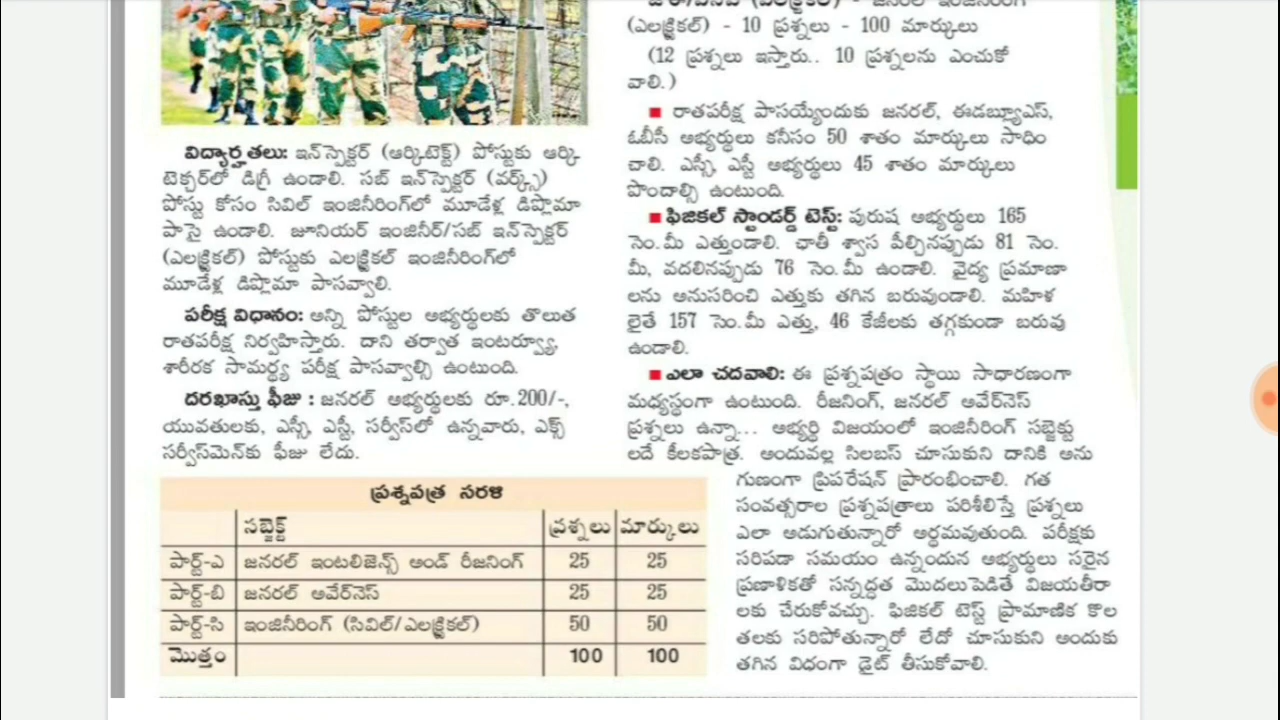 విద్యార్హతలు: ఇన్‌స్పెక్టర్ (ఆర్కిటెక్ట్) పోస్టుకు ఆర్కి
టెక్చర్‌లో డిగ్రీ ఉండాలి. సబ్ ఇన్‌స్పెక్టర్ (వర్క్స్)
పోస్టు కోసం సివిల్ ఇంజినీరింగ్‌లో మూడేళ్ల డిప్లొమా
పాసై ఉండాలి. జూనియర్ ఇంజినీర్/సబ్ ఇన్‌స్పెక్టర్
(ఎలక్ట్రికల్) పోస్టుకు ఎలక్ట్రికల్ ఇంజినీరింగ్‌లో
మూడేళ్ల డిప్లొమా పాసవ్వాలి.
పరీక్ష విధానం: అన్ని పోస్టుల అభ్యర్థులకు తొలుత
రాతపరీక్ష నిర్వహిస్తారు. దాని తర్వాత ఇంటర్వ్యూ,
శారీరక సామర్థ్య పరీక్ష పాసవ్వాల్సి ఉంటుంది.
దరఖాస్తు ఫీజు : జనరల్ అభ్యర్థులకు రూ.200/-,
యువతులకు, ఎస్సీ, ఎస్టీ, సర్వీస్‌లో ఉన్నవారు, ఎక్స్
సర్వీస్‌మెన్‌కు ఫీజు లేదు.
ప్రశ్నపత్ర సరళి
సబ్జెక్ట్ ప్రశ్నలు మార్కులు
పార్ట్-ఎ జనరల్ ఇంటలిజెన్స్ అండ్ రీజనింగ్ 25 25
పార్ట్-బి జనరల్ అవేర్‌నెస్ 25 25
పార్ట్-సి ఇంజినీరింగ్ (సివిల్/ఎలక్ట్రికల్) 50 50
మొత్తం 100 100
(ఎలక్ట్రికల్) - 10 ప్రశ్నలు - 100 మార్కులు
(12 ప్రశ్నలు ఇస్తారు.. 10 ప్రశ్నలను ఎంచుకో
వాలి.)
■ రాతపరీక్ష పాసయ్యేందుకు జనరల్, ఈడబ్ల్యూఎస్,
ఓబీసీ అభ్యర్థులు కనీసం 50 శాతం మార్కులు సాధిం
చాలి. ఎస్సీ, ఎస్టీ అభ్యర్థులు 45 శాతం మార్కులు
పొందాల్సి ఉంటుంది.
■ ఫిజికల్ స్టాండర్డ్ టెస్ట్: పురుష అభ్యర్థులు 165
సెం.మీ ఎత్తుండాలి. ఛాతీ శ్వాస పీల్చినప్పుడు 81 సెం.
మీ, వదలినప్పుడు 76 సెం.మీ ఉండాలి. వైద్య ప్రమాణా
లను అనుసరించి ఎత్తుకు తగిన బరువుండాలి. మహిళ
లైతే 157 సెం.మీ ఎత్తు, 46 కేజీలకు తగ్గకుండా బరువు
ఉండాలి.
■ ఎలా చదవాలి: ఈ ప్రశ్నపత్రం స్థాయి సాధారణంగా
మధ్యస్థంగా ఉంటుంది. రీజనింగ్, జనరల్ అవేర్‌నెస్
ప్రశ్నలు ఉన్నా... అభ్యర్థి విజయంలో ఇంజినీరింగ్ సబ్జెక్టు
లదే కీలకపాత్ర. అందువల్ల సిలబస్ చూసుకుని దానికి అను
గుణంగా ప్రిపరేషన్ ప్రారంభించాలి. గత
సంవత్సరాల ప్రశ్నపత్రాలు పరిశీలిస్తే ప్రశ్నలు
ఎలా అడుగుతున్నారో అర్థమవుతుంది. పరీక్షకు
సరిపడా సమయం ఉన్నందున అభ్యర్థులు సరైన
ప్రణాళికతో సన్నద్ధత మొదలుపెడితే విజయతీరా
లకు చేరుకోవచ్చు. ఫిజికల్ టెస్ట్ ప్రామాణిక కొల
తలకు సరిపోతున్నారో లేదో చూసుకుని అందుకు
తగిన విధంగా డైట్ తీసుకోవాలి.